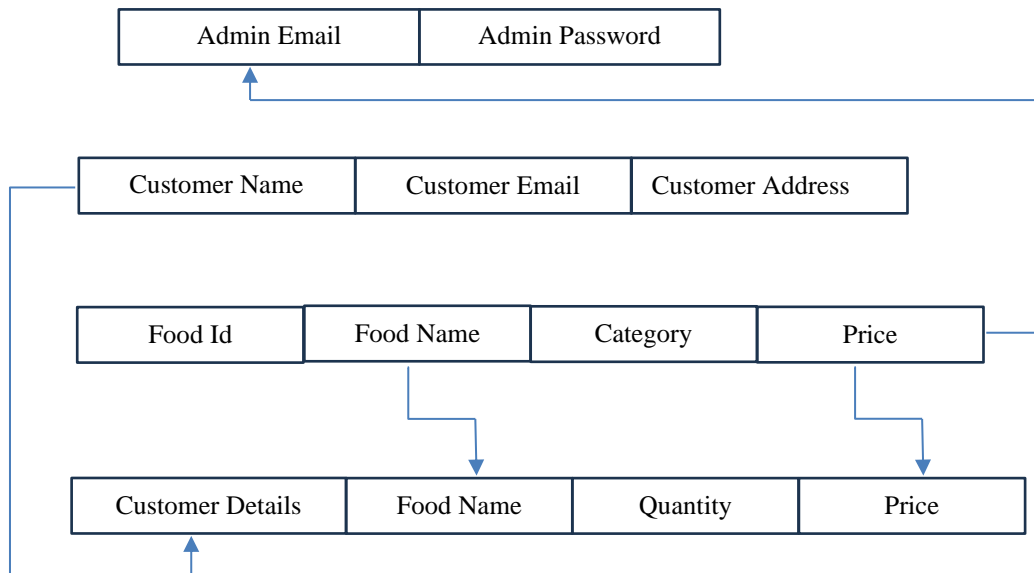 Admin Email Admin Password
Customer Name Customer Email Customer Address
Food Id Food Name Category Price
Customer Details Food Name Quantity Price